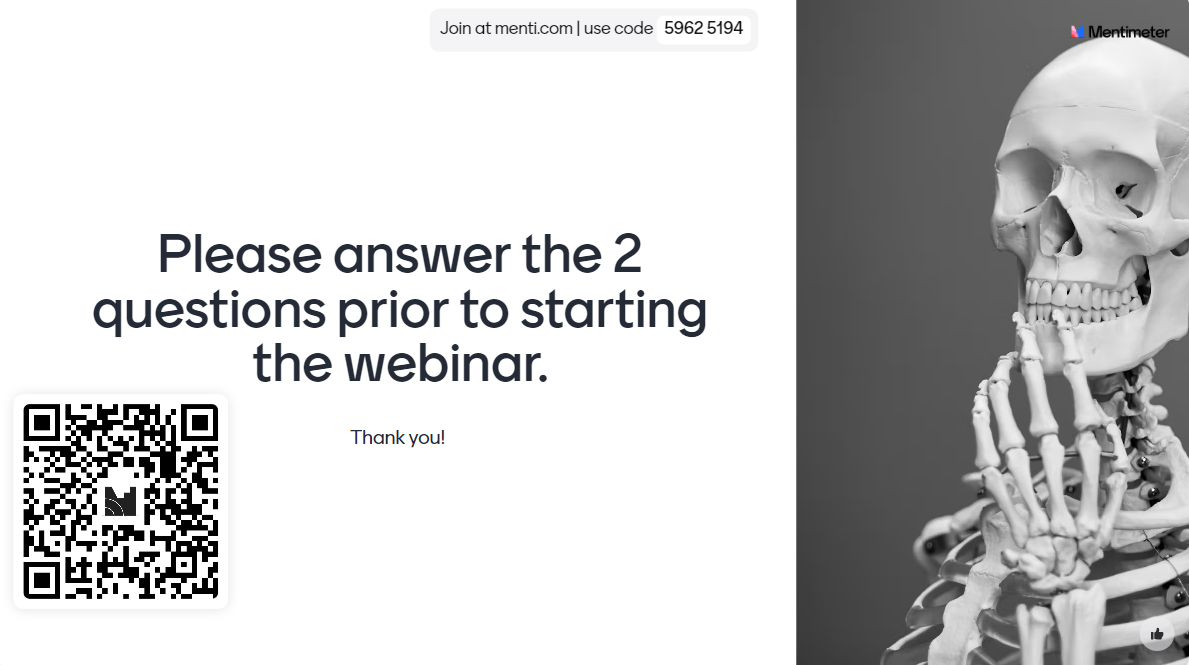 Join at menti.com | use code 5962 5194
Mentimeter
Please answer the 2
questions prior to starting
the webinar.
Thank you!